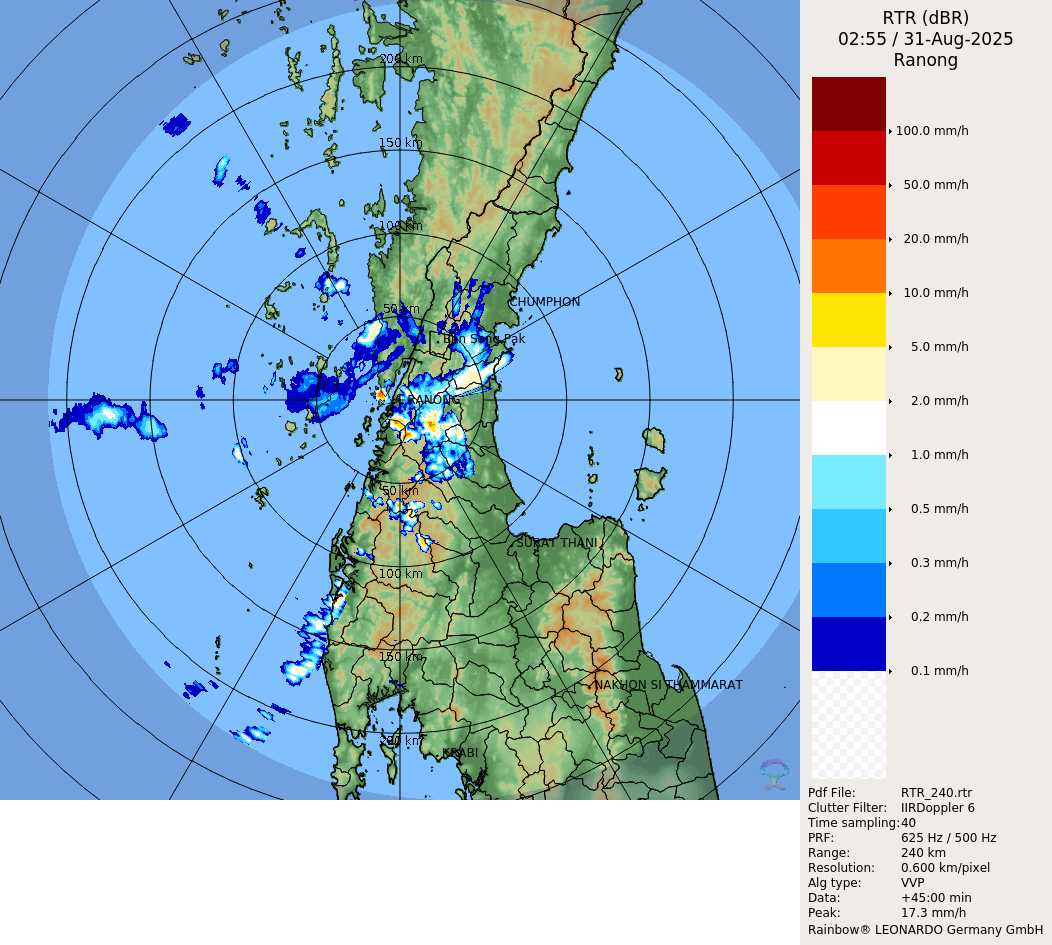 RTR (dBR)
02:55 / 31-Aug-2025
Ranong
200 km
150 km
100 km
50 km
CHUMPHON
Ban Song Pak
RANONG
50 km
SURAT THANI
100 km
150 km
NAKHON SI THAMMARAT
200 km
KRABI
100.0 mm/h
50.0 mm/h
20.0 mm/h
10.0 mm/h
5.0 mm/h
2.0 mm/h
1.0 mm/h
0.5 mm/h
0.3 mm/h
0.2 mm/h
0.1 mm/h
Pdf File: RTR_240.rtr
Clutter Filter: IIRDoppler 6
Time sampling:40
PRF: 625 Hz / 500 Hz
Range: 240 km
Resolution: 0.600 km/pixel
Alg type: VVP
Data: +45:00 min
Peak: 17.3 mm/h
Rainbow® LEONARDO Germany GmbH